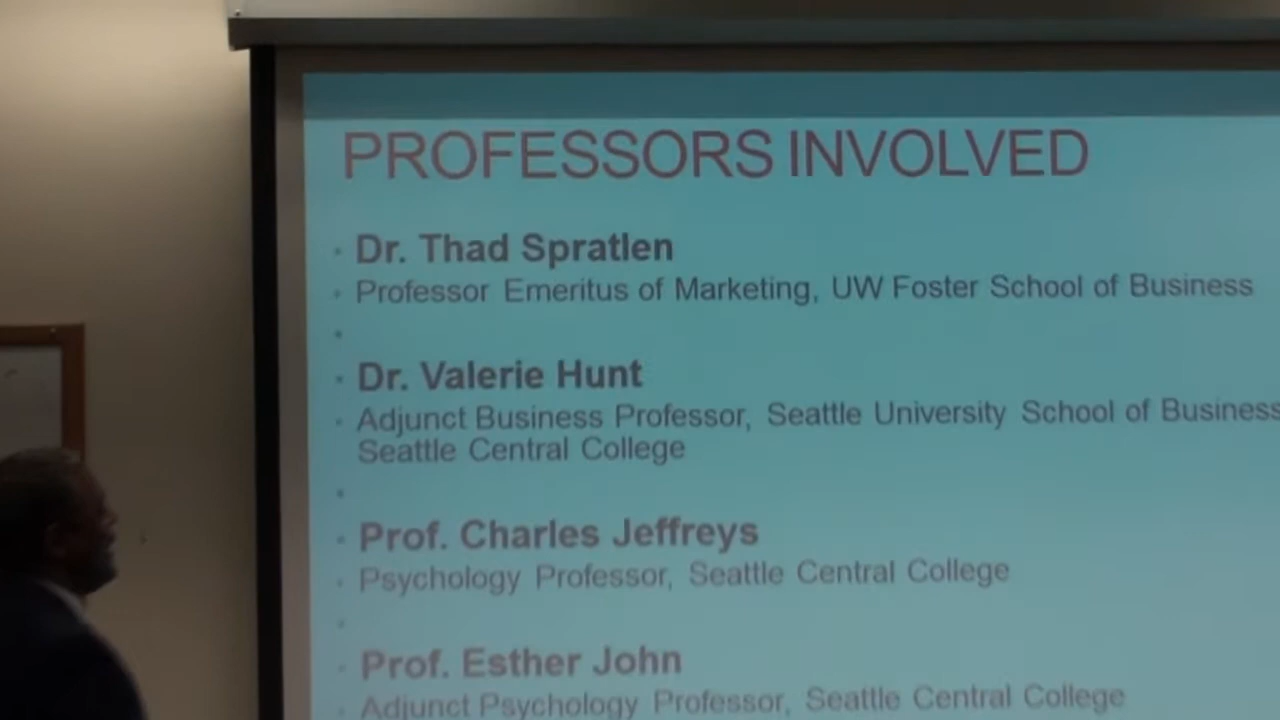 PROFESSORS INVOLVED
• Dr. Thad Spratlen
• Professor Emeritus of Marketing, UW Foster School of Business
•
• Dr. Valerie Hunt
• Adjunct Business Professor, Seattle University School of Business
Seattle Central College
•
• Prof. Charles Jeffreys
• Psychology Professor, Seattle Central College
•
• Prof. Esther John
• Adjunct Psychology Professor, Seattle Central College